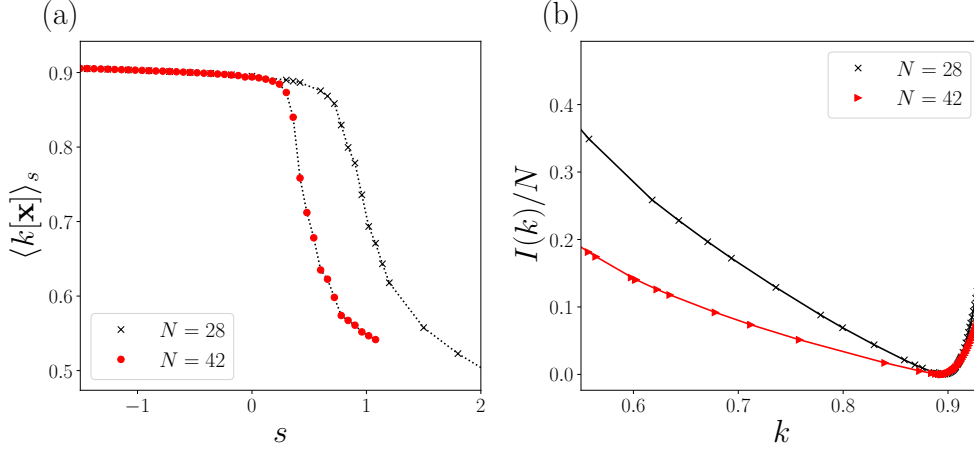 (a)
⟨k[x]⟩ₛ
0.9
0.8
0.7
0.6
0.5
N = 28
N = 42
−1
0
1
2
s
(b)
I(k)/N
0.4
0.3
0.2
0.1
0.0
N = 28
N = 42
0.6
0.7
0.8
0.9
k